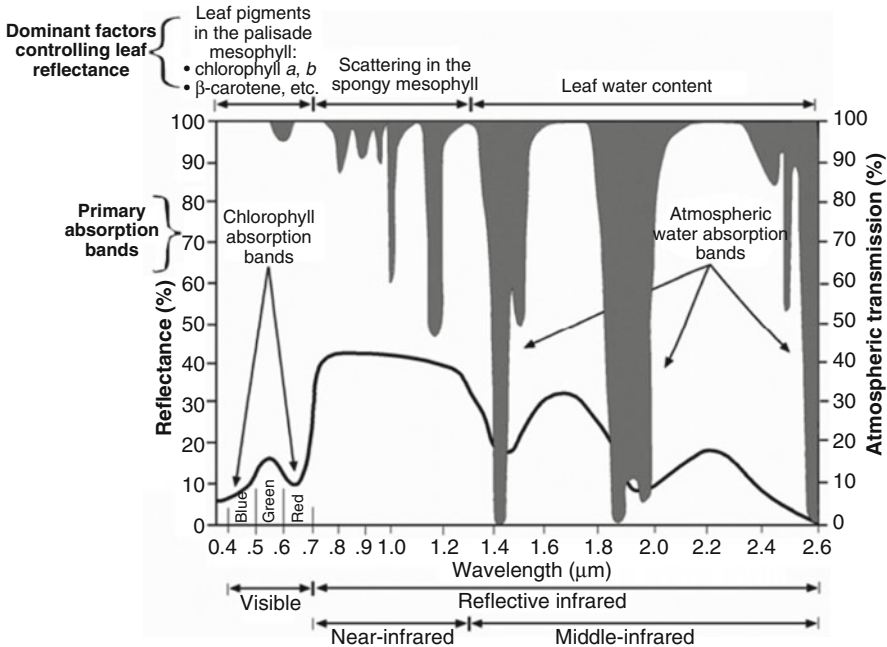 Dominant factors
controlling leaf
reflectance
Leaf pigments
in the palisade
mesophyll:
• chlorophyll a, b
• β-carotene, etc.
Scattering in the
spongy mesophyll
Leaf water content
Primary
absorption
bands
Chlorophyll
absorption
bands
Atmospheric
water absorption
bands
Reflectance (%)
100
90
80
70
60
50
40
30
20
10
0
Atmospheric transmission (%)
100
90
80
70
60
50
40
30
20
10
0
Blue
Green
Red
0.4 .5 .6 .7 .8 .9 1.0 1.2 1.4 1.6 1.8 2.0 2.2 2.4 2.6
Wavelength (μm)
Visible
Reflective infrared
Near-infrared
Middle-infrared